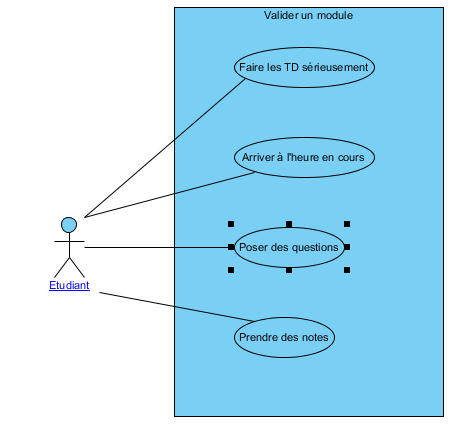 Valider un module
Faire les TD sérieusement
Arriver à l'heure en cours
Poser des questions
Etudiant
Prendre des notes